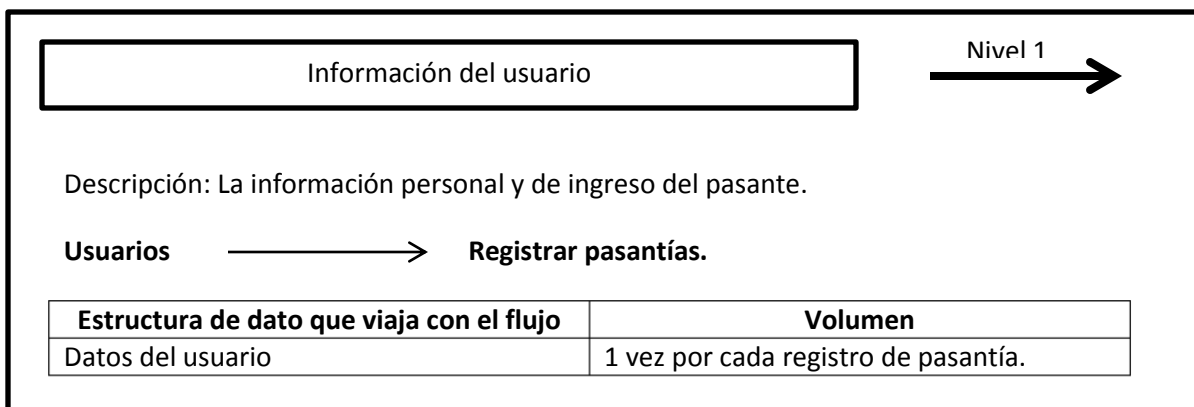 Información del usuario
Nivel 1
Descripción: La información personal y de ingreso del pasante.
Usuarios Registrar pasantías.
Estructura de dato que viaja con el flujo Volumen
Datos del usuario 1 vez por cada registro de pasantía.